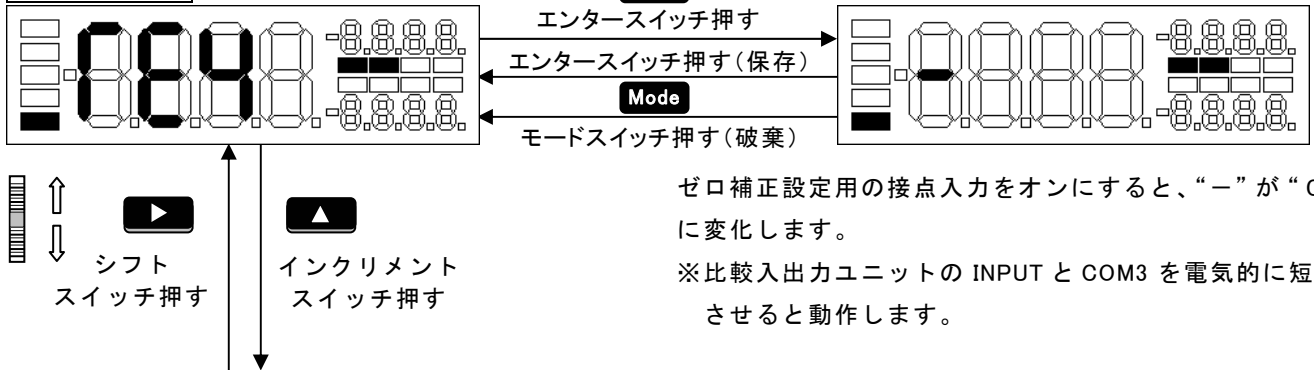 エンタースイッチ押す
エンタースイッチ押す（保存）
Mode
モードスイッチ押す（破棄）
シフト
スイッチ押す
インクリメント
スイッチ押す
ゼロ補正設定用の接点入力をオンにすると、“－” が “
に変化します。
※比較入出力ユニットの INPUT と COM3 を電気的に短
させると動作します。